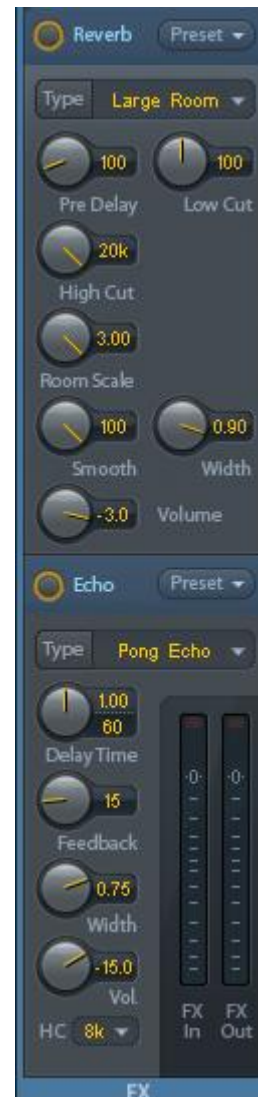 Reverb Preset
Type Large Room
100 100
Pre Delay Low Cut
20k
High Cut
3.00
Room Scale
100 0.90
Smooth Width
-3.0 Volume
Echo Preset
Type Pong Echo
1.00
60
Delay Time
-0- -0-
15
Feedback
0.75
Width
-15.0
Vol.
FX FX
In Out
HC 8k
FX